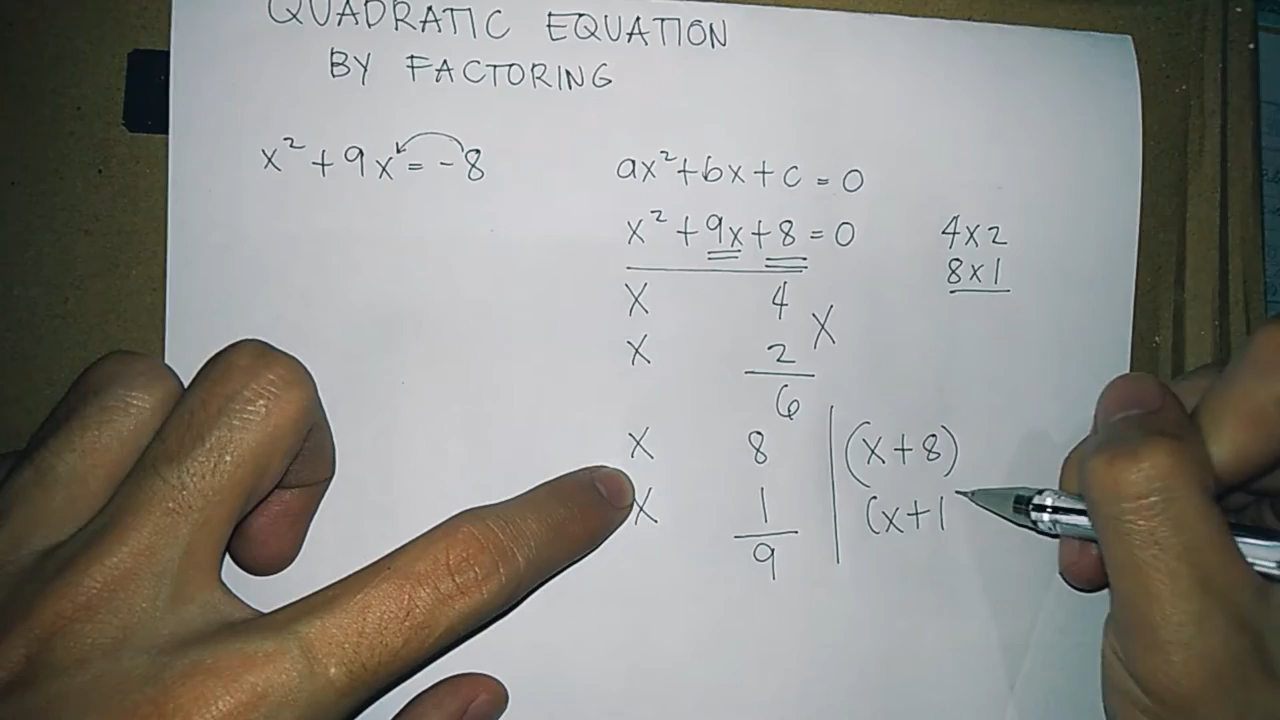 QUADRATIC EQUATION
BY FACTORING
x² + 9x = -8
ax² + bx + c = 0
x² + 9x + 8 = 0
4x2
8x1
X 4
X
X 2
6
X 8
(x+8)
X 1
(x+1
9